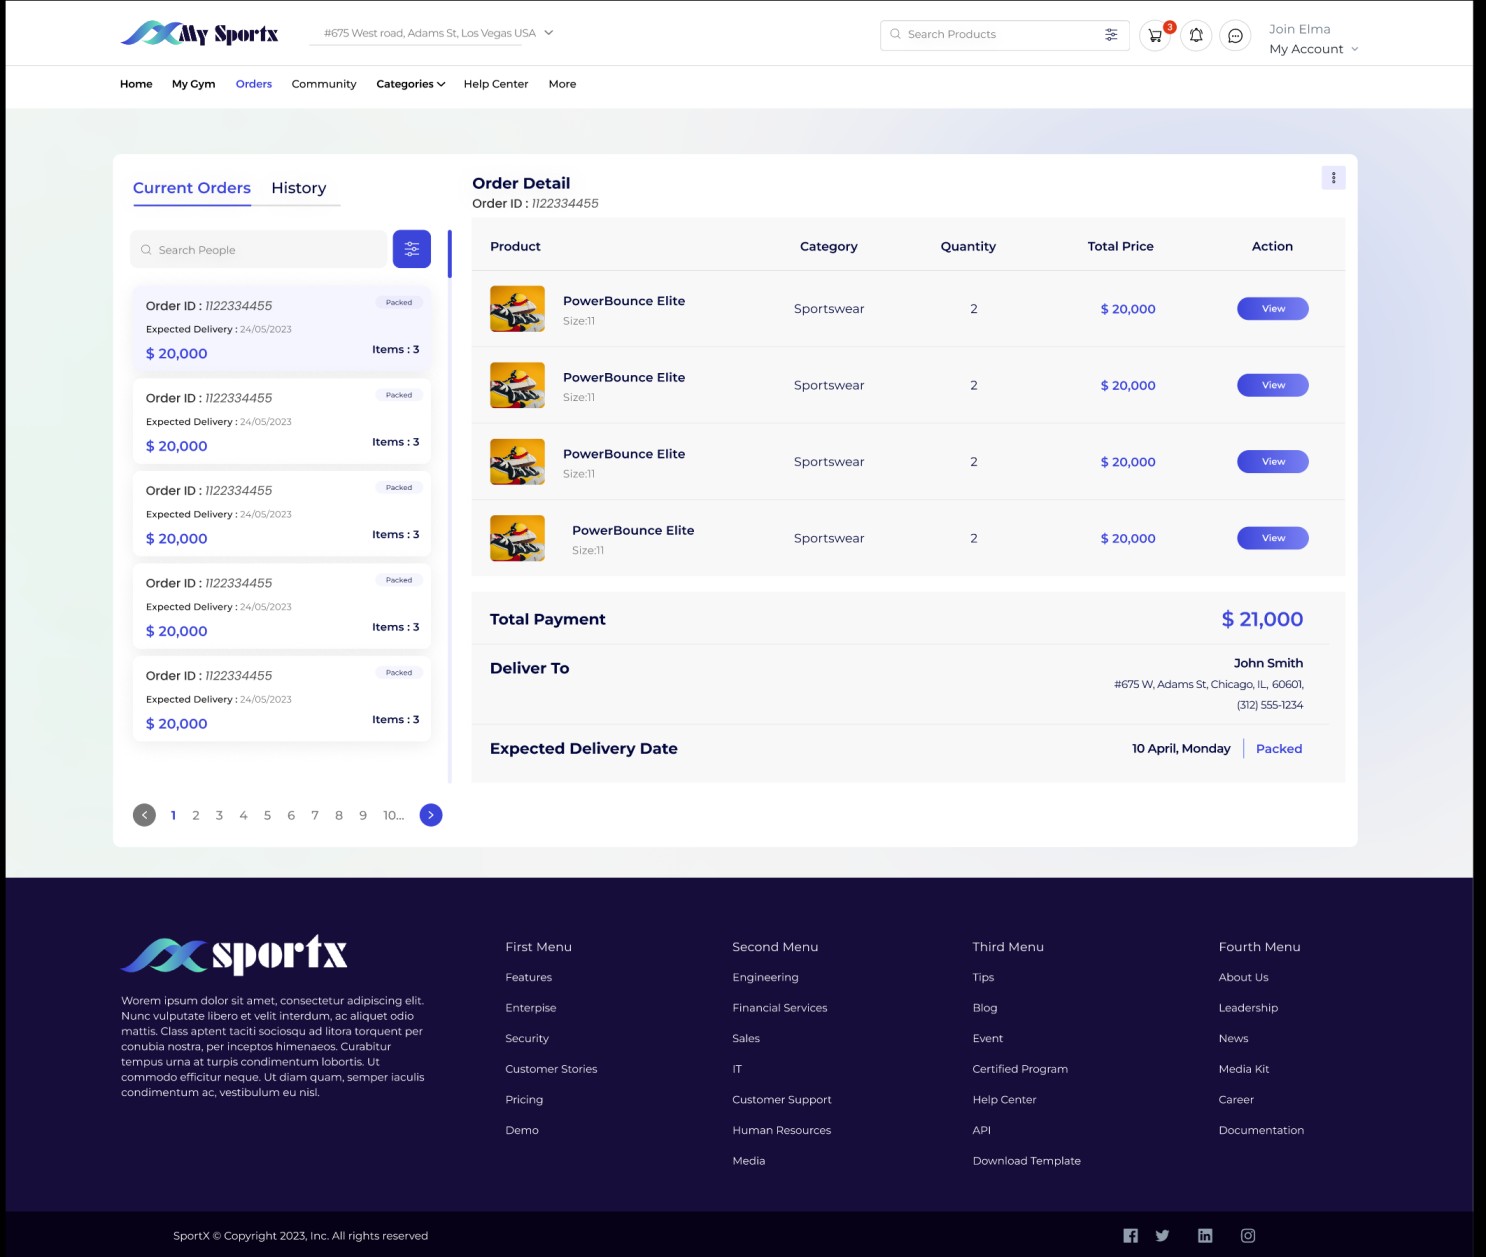 My Sportx
#675 West road, Adams St, Los Vegas USA
Search Products
3
Join Elma
My Account
Home My Gym Orders Community Categories Help Center More
Current Orders History
Search People
Order ID : 1122334455
Packed
Expected Delivery : 24/05/2023
$ 20,000
Items : 3
Order ID : 1122334455
Packed
Expected Delivery : 24/05/2023
$ 20,000
Items : 3
Order ID : 1122334455
Packed
Expected Delivery : 24/05/2023
$ 20,000
Items : 3
Order ID : 1122334455
Packed
Expected Delivery : 24/05/2023
$ 20,000
Items : 3
Order ID : 1122334455
Packed
Expected Delivery : 24/05/2023
$ 20,000
Items : 3
1 2 3 4 5 6 7 8 9 10...
Order Detail
Order ID : 1122334455
Product Category Quantity Total Price Action
PowerBounce Elite
Size:11
Sportswear 2 $ 20,000 View
PowerBounce Elite
Size:11
Sportswear 2 $ 20,000 View
PowerBounce Elite
Size:11
Sportswear 2 $ 20,000 View
PowerBounce Elite
Size:11
Sportswear 2 $ 20,000 View
Total Payment $ 21,000
Deliver To
John Smith
#675 W, Adams St, Chicago, IL, 60601,
(312) 555-1234
Expected Delivery Date 10 April, Monday Packed
sportx
Worem ipsum dolor sit amet, consectetur adipiscing elit.
Nunc vulputate libero et velit interdum, ac aliquet odio
mattis. Class aptent taciti sociosqu ad litora torquent per
conubia nostra, per inceptos himenaeos. Curabitur
tempus urna at turpis condimentum lobortis. Ut
commodo efficitur neque. Ut diam quam, semper iaculis
condimentum ac, vestibulum eu nisl.
First Menu
Features
Enterpise
Security
Customer Stories
Pricing
Demo
Second Menu
Engineering
Financial Services
Sales
IT
Customer Support
Human Resources
Media
Third Menu
Tips
Blog
Event
Certified Program
Help Center
API
Download Template
Fourth Menu
About Us
Leadership
News
Media Kit
Career
Documentation
SportX © Copyright 2023, Inc. All rights reserved